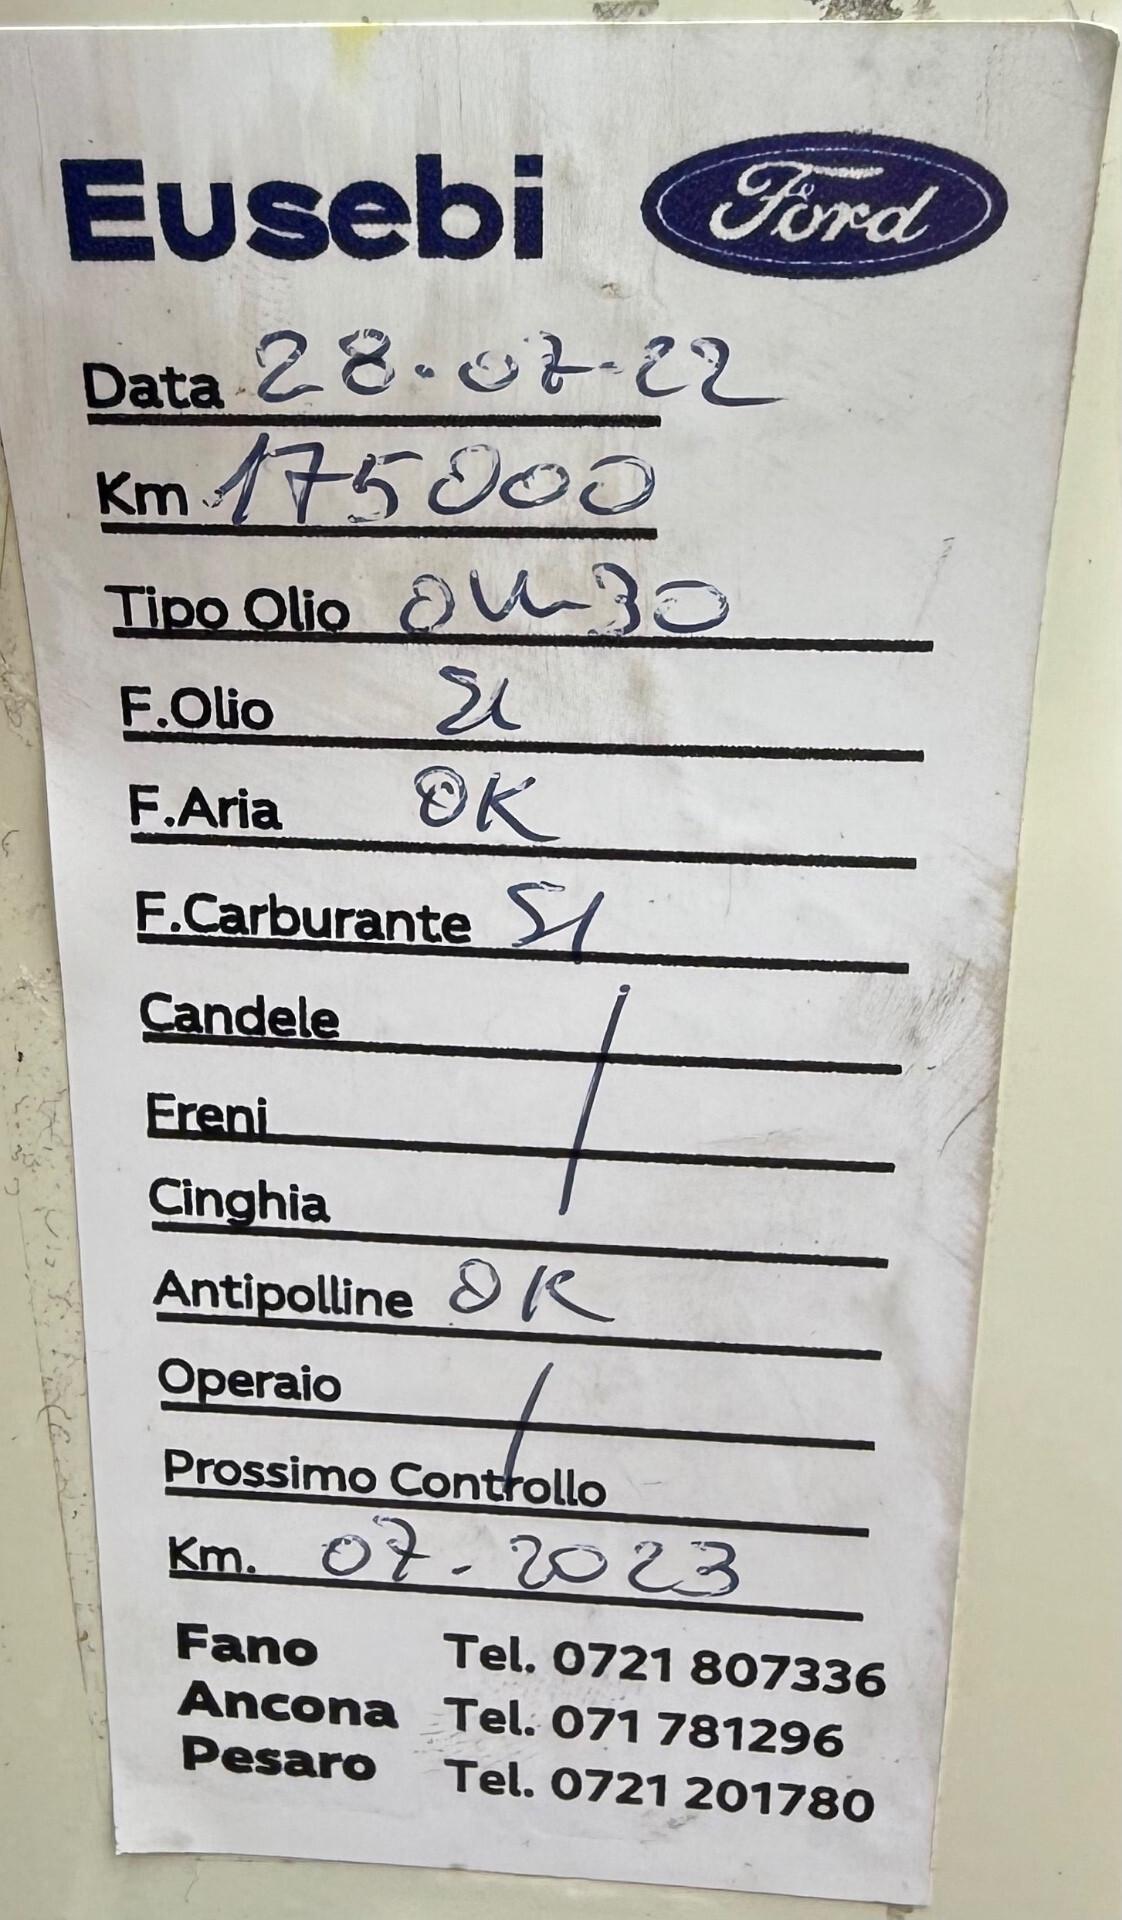 Eusebi Ford
Data 28.07.22
Km 175000
Tipo Olio 0W-30
F.Olio SI
F.Aria OK
F.Carburante SI
Candele /
Freni
Cinghia
Antipolline OK
Operaio /
Prossimo Controllo
Km. 07.2023
Fano Tel. 0721 807336
Ancona Tel. 071 781296
Pesaro Tel. 0721 201780